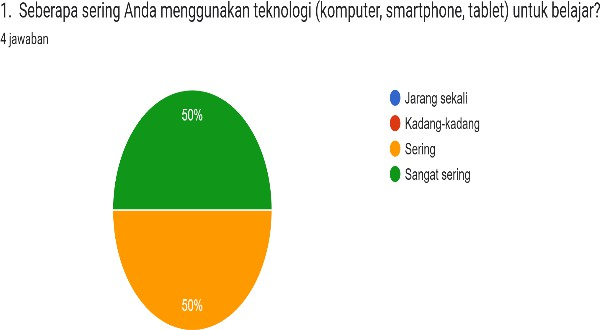 1. Seberapa sering Anda menggunakan teknologi (komputer, smartphone, tablet) untuk belajar?
4 jawaban
50%
50%
Jarang sekali
Kadang-kadang
Sering
Sangat sering